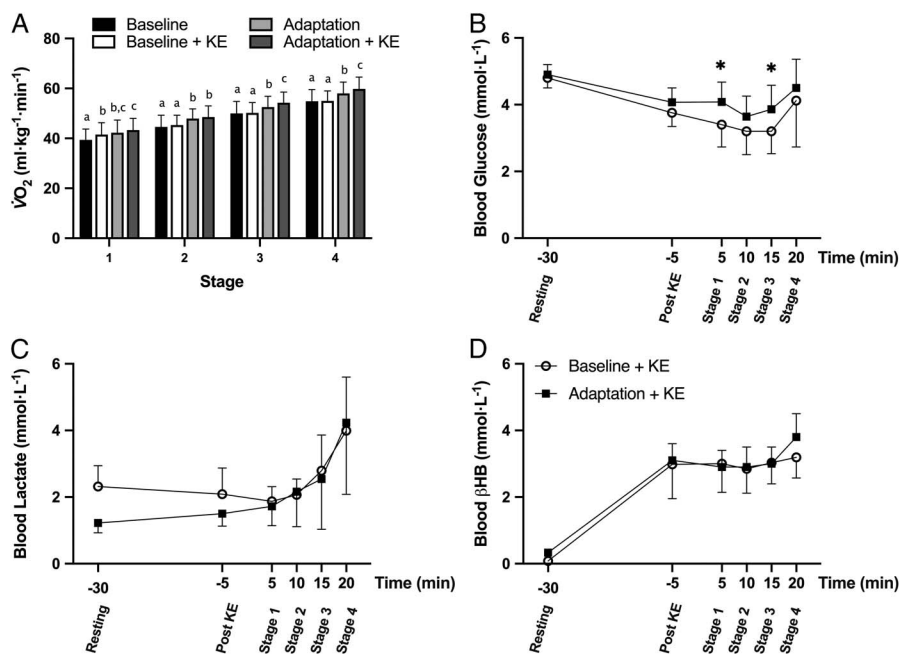 A
Baseline
Baseline + KE
Adaptation
Adaptation + KE
V̇O2 (ml·kg-1·min-1)
80
60
40
20
0
a b b,c c
a a b b
a a b c
a a b c
1 2 3 4
Stage
B
Blood Glucose (mmol·L-1)
6
4
2
0
* *
-30 -5 5 10 15 20 Time (min)
Resting
Post KE
Stage 1
Stage 2
Stage 3
Stage 4
C
Blood Lactate (mmol·L-1)
6
4
2
0
-30 -5 5 10 15 20 Time (min)
Resting
Post KE
Stage 1
Stage 2
Stage 3
Stage 4
D
Baseline + KE
Adaptation + KE
Blood βHB (mmol·L-1)
6
4
2
0
-30 -5 5 10 15 20 Time (min)
Resting
Post KE
Stage 1
Stage 2
Stage 3
Stage 4